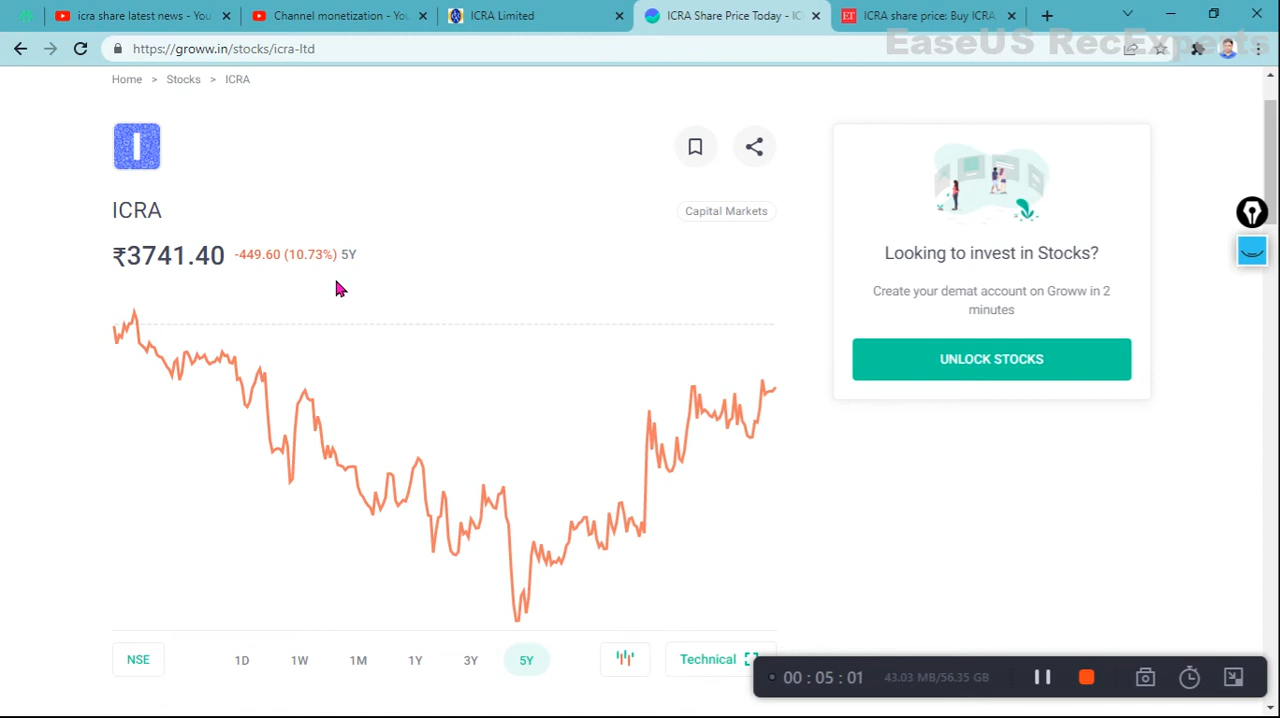 icra share latest news - You
Channel monetization - You
ICRA Limited
ICRA Share Price Today - IC
ICRA share price: Buy ICRA
https://groww.in/stocks/icra-ltd
EaseUS RecExperts
Home > Stocks > ICRA
I
ICRA
Capital Markets
₹3741.40 -449.60 (10.73%) 5Y
Looking to invest in Stocks?
Create your demat account on Groww in 2
minutes
UNLOCK STOCKS
NSE 1D 1W 1M 1Y 3Y 5Y Technical
00 : 05 : 01 43.03 MB/56.35 GB